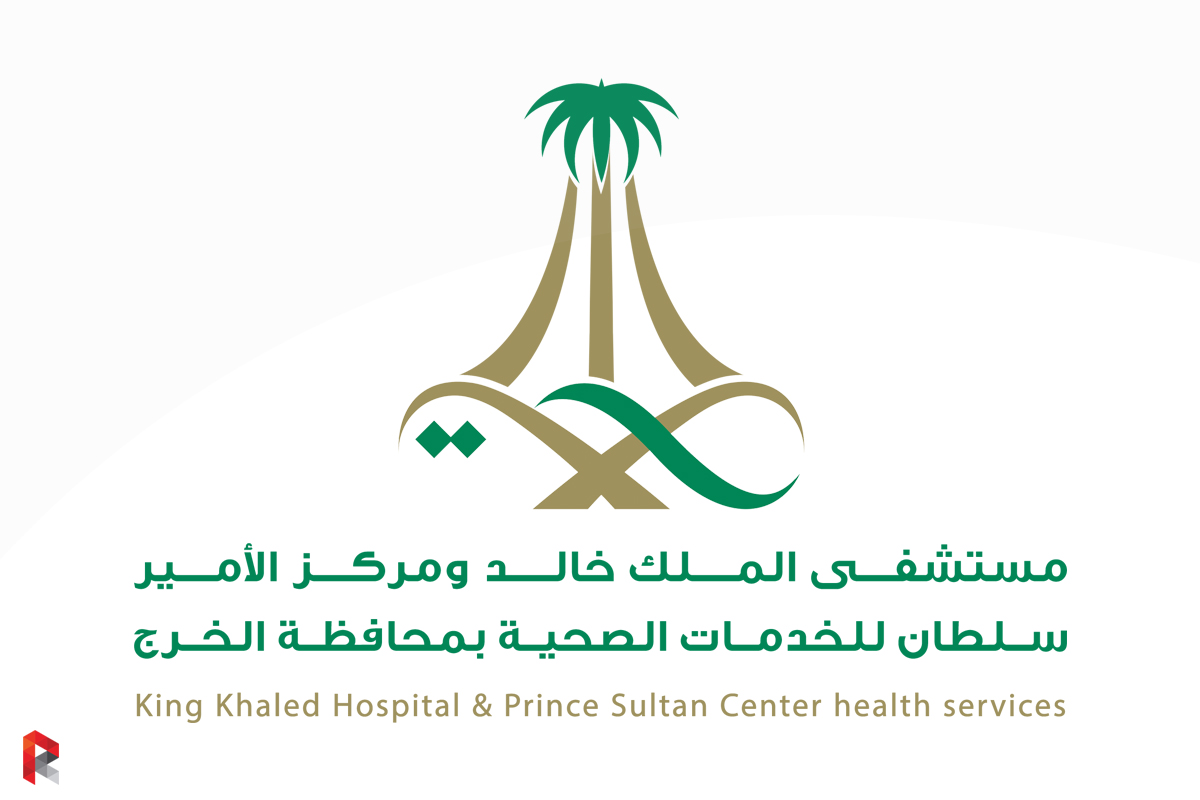 مستشفى الملك خالد ومركز الأمير
سلطان للخدمات الصحية بمحافظة الخرج
King Khaled Hospital & Prince Sultan Center health services